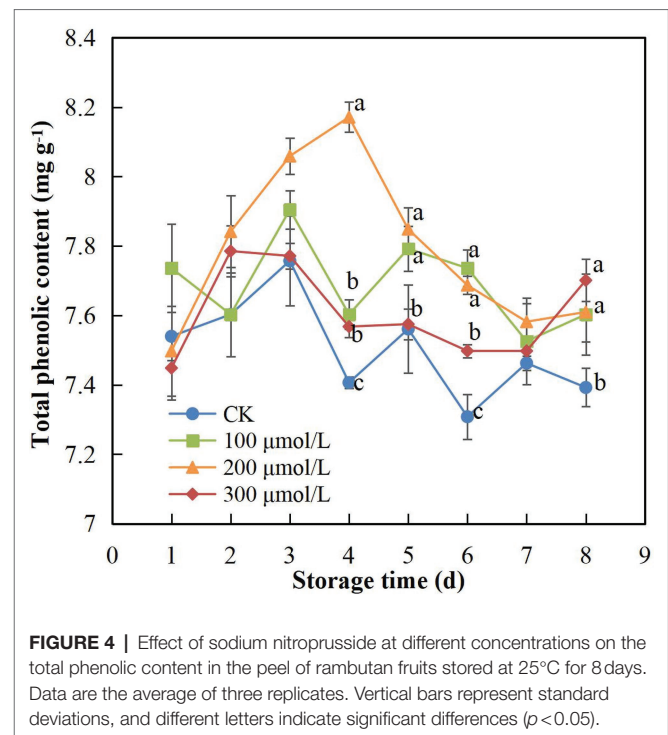 8.4
8.2
8
7.8
7.6
7.4
7.2
7
Total phenolic content (mg g-1)
a
a
a
a
a
b
b
b
b
c
c
a
a
b
CK
100 μmol/L
200 μmol/L
300 μmol/L
0 1 2 3 4 5 6 7 8 9
Storage time (d)
FIGURE 4 | Effect of sodium nitroprusside at different concentrations on the
total phenolic content in the peel of rambutan fruits stored at 25°C for 8 days.
Data are the average of three replicates. Vertical bars represent standard
deviations, and different letters indicate significant differences (p < 0.05).